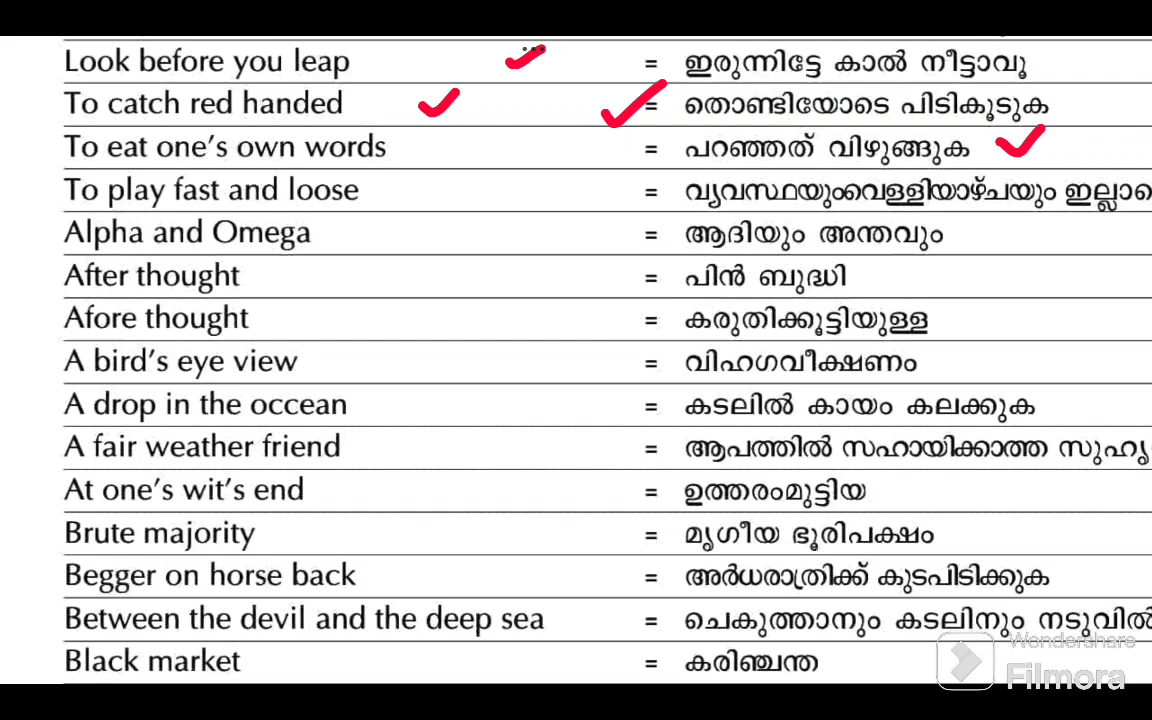 Look before you leap = ഇരുന്നിട്ടേ കാൽ നീട്ടാവൂ
To catch red handed = തൊണ്ടിയോടെ പിടികൂടുക
To eat one's own words = പറഞ്ഞത് വിഴുങ്ങുക
To play fast and loose = വ്യവസ്ഥയുംവെള്ളിയാഴ്ചയും
Alpha and Omega = ആദിയും അന്തവും
After thought = പിൻ ബുദ്ധി
Afore thought = കരുതിക്കൂട്ടിയുള്ള
A bird's eye view = വിഹഗവീക്ഷണം
A drop in the occean = കടലിൽ കായം കലക്കുക
A fair weather friend = ആപത്തിൽ സഹായിക്കാത്ത
At one's wit's end = ഉത്തരംമുട്ടിയ
Brute majority = മൃഗീയ ഭൂരിപക്ഷം
Begger on horse back = അർധരാത്രിക്ക് കുടപിടിക്കുക
Between the devil and the deep sea = ചെകുത്താനും കടലിനും നടുവിൽ
Black market = കരിഞ്ചന്ത
Wondershare
Filmora